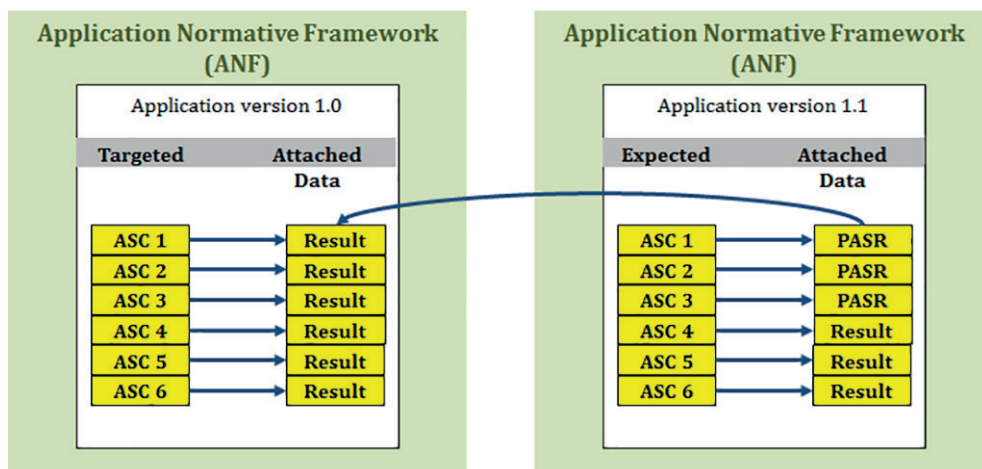 Application Normative Framework
(ANF)
Application version 1.0
Targeted Attached
Data
ASC 1 Result
ASC 2 Result
ASC 3 Result
ASC 4 Result
ASC 5 Result
ASC 6 Result
Application Normative Framework
(ANF)
Application version 1.1
Expected Attached
Data
ASC 1 PASR
ASC 2 PASR
ASC 3 PASR
ASC 4 Result
ASC 5 Result
ASC 6 Result